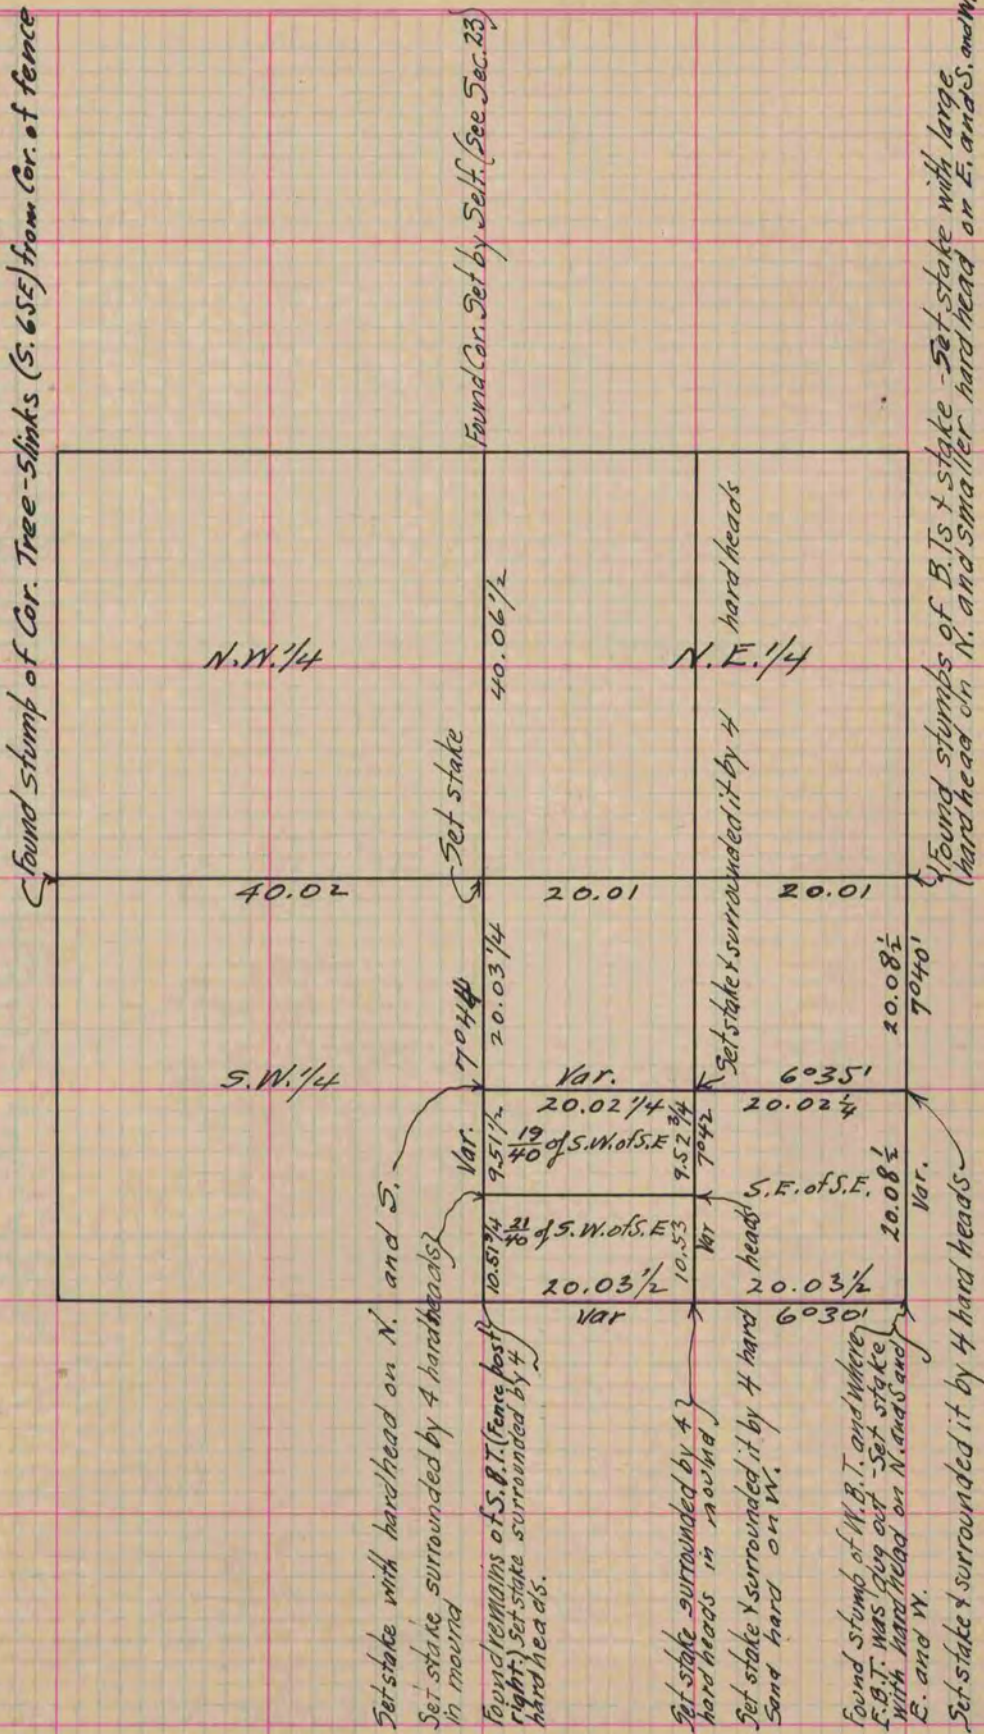 Found stump of Cor. Tree-5 links (S. 65E) from Cor. of fence
Found Cor. Set by Self. (See Sec. 23)
N.W. 1/4
40.06 1/2
hard heads
N.E. 1/4
Set stake
40.02
20.01
20.01
Found stumps of B.Ts + stake - Set stake with large
hard head on N. and smaller hard head on E. and S. and W.
7°44'
20.03 1/4
Set stake + surrounded it by 4
20.08 1/2
7°40'
S.W. 1/4
Var.
6°35'
20.02 1/4
20.02 1/4
Var.
9.51 1/2
19/40 of S.W. of S.E
9.52 3/4
7°42
10.51 3/4
21/40 of S.W. of S.E
10.53
Var
S.E. of S.E.
20.08 1/2
Var.
20.03 1/2
20.03 1/2
Var
6°30'
Set stake with hardhead on N. and S.
Set stake surrounded by 4 hardheads
in mound
Found remains of S.B.T. (Fence post
right.) Set stake surrounded by 4
hard heads.
Set stake surrounded by 4
hard heads in mound
Set stake + surrounded it by 4 hard heads
Sand hard on W.
Found stump of W.B.T. and where
E.B.T. was dug out - Set stake
with hard head on N. and S and
E. and W.
Set stake + surrounded it by 4 hard heads